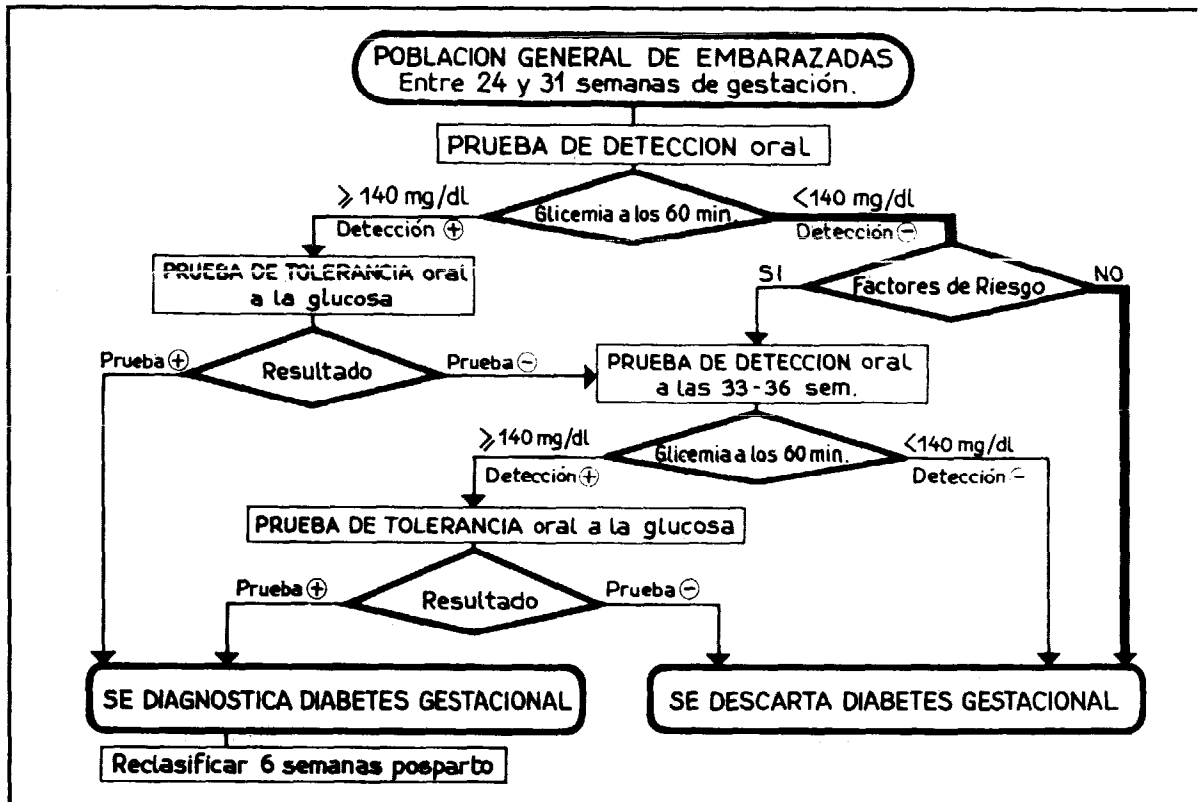 POBLACION GENERAL DE EMBARAZADAS
Entre 24 y 31 semanas de gestación.
PRUEBA DE DETECCION oral
≥ 140 mg/dl
Glicemia a los 60 min.
<140 mg/dl
Detección ⊕
Detección ⊖
PRUEBA DE TOLERANCIA oral
a la glucosa
SI
Factores de Riesgo
NO
Prueba ⊕
Resultado
Prueba ⊖
PRUEBA DE DETECCION oral
a las 33-36 sem.
≥140 mg/dl
Glicemia a los 60 min.
<140 mg/dl
Detección ⊕
Detección ⊖
PRUEBA DE TOLERANCIA oral a la glucosa
Prueba ⊕
Resultado
Prueba ⊖
SE DIAGNOSTICA DIABETES GESTACIONAL
SE DESCARTA DIABETES GESTACIONAL
Reclasificar 6 semanas posparto